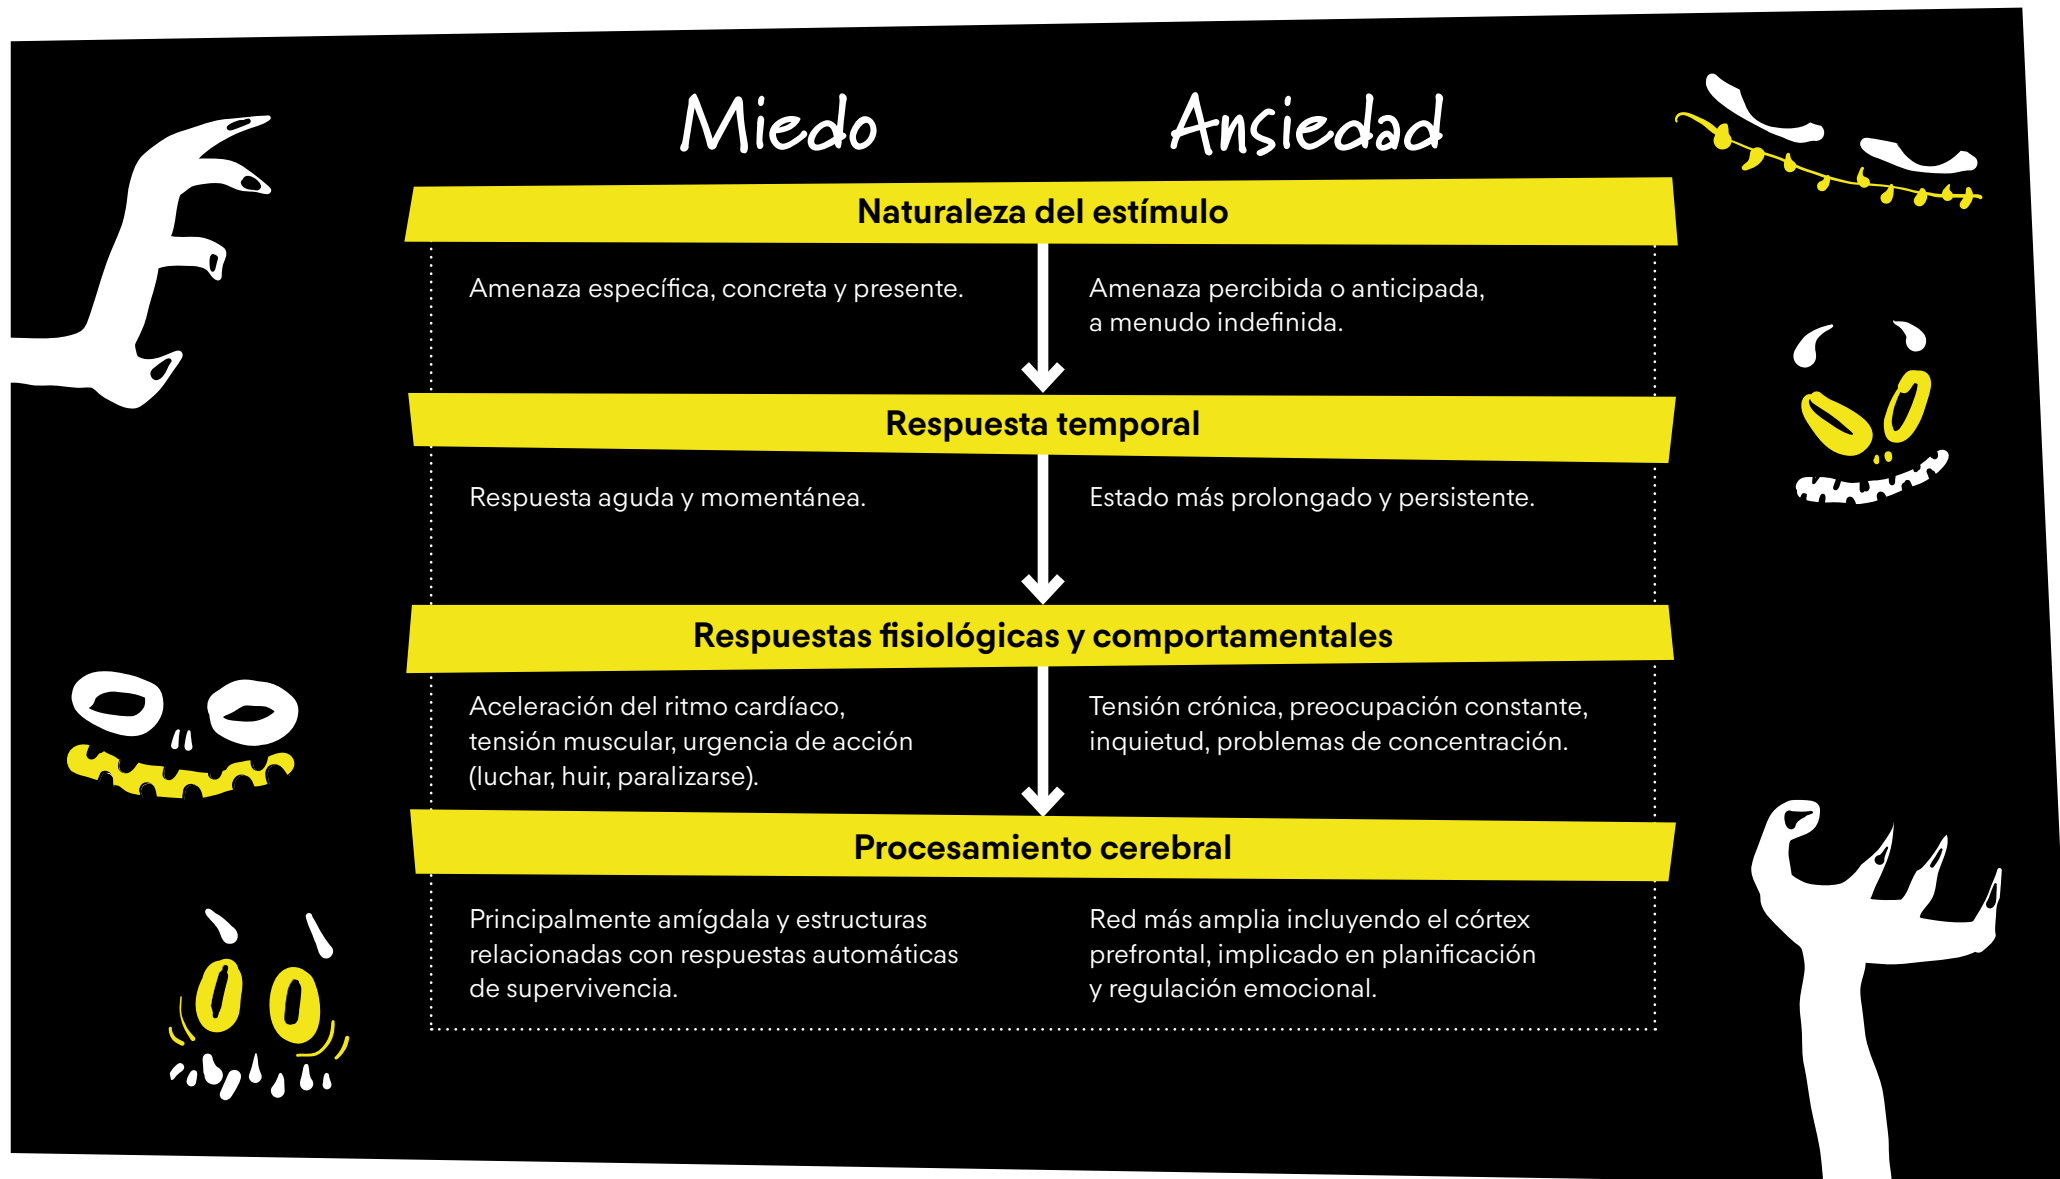 Miedo
Ansiedad
Naturaleza del estímulo
Amenaza específica, concreta y presente.
Amenaza percibida o anticipada,
a menudo indefinida.
Respuesta temporal
Respuesta aguda y momentánea.
Estado más prolongado y persistente.
Respuestas fisiológicas y comportamentales
Aceleración del ritmo cardíaco,
tensión muscular, urgencia de acción
(luchar, huir, paralizarse).
Tensión crónica, preocupación constante,
inquietud, problemas de concentración.
Procesamiento cerebral
Principalmente amígdala y estructuras
relacionadas con respuestas automáticas
de supervivencia.
Red más amplia incluyendo el córtex
prefrontal, implicado en planificación
y regulación emocional.